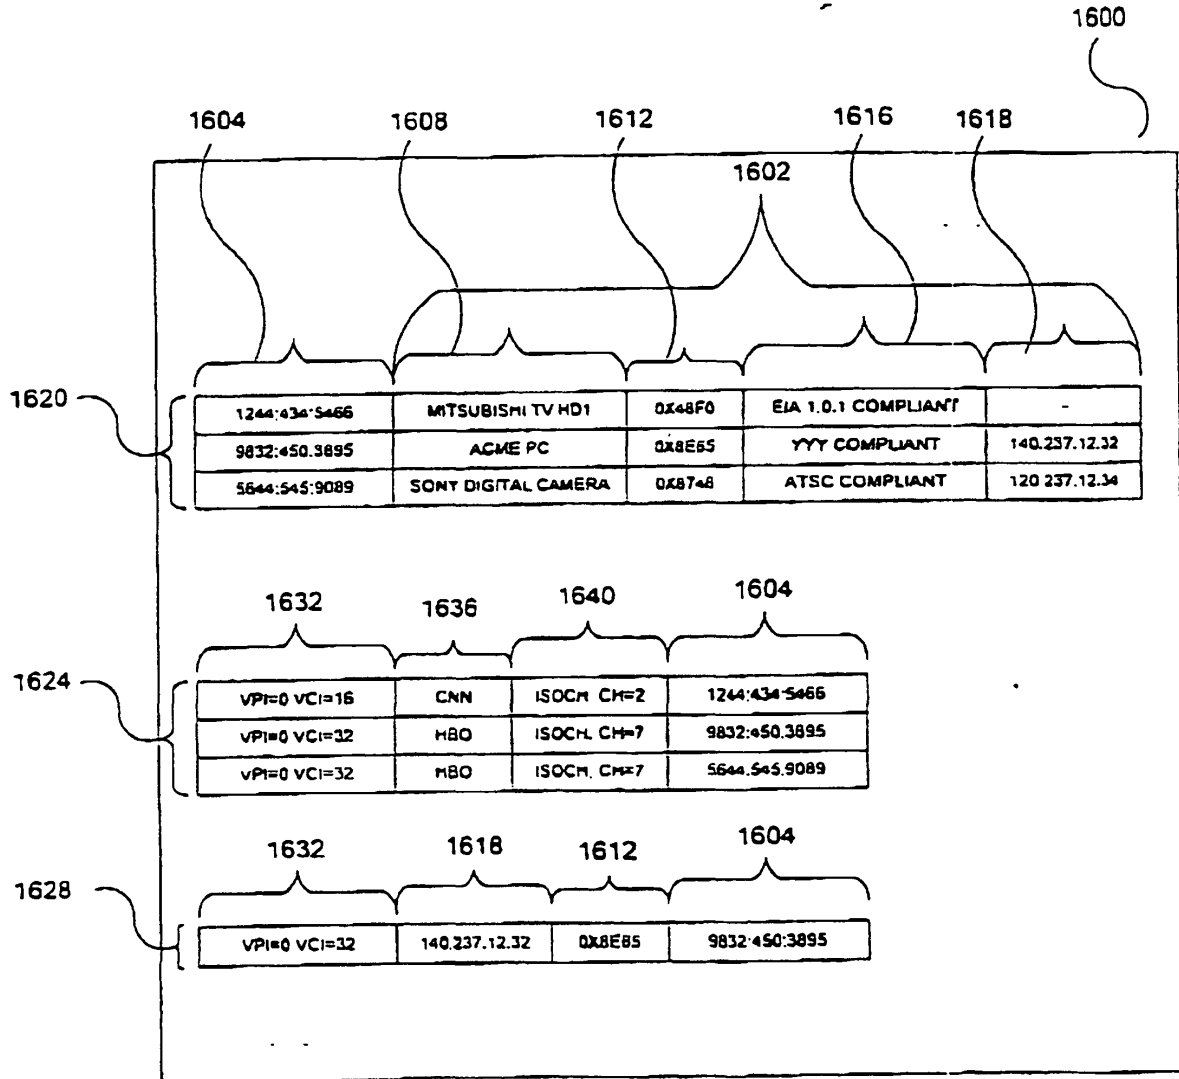 1600
1604 1608 1612 1616 1618
1602
1620
1244:434:5466 MITSUBISHI TV HD1 0X48F0 EIA 1.0.1 COMPLIANT -
9832:450.3895 ACME PC 0X8E65 YYY COMPLIANT 140.237.12.32
5644:545:9089 SONY DIGITAL CAMERA 0X8748 ATSC COMPLIANT 120 237.12.34
1632 1636 1640 1604
1624
VPI=0 VCI=16 CNN ISOCH. CH=2 1244:434:5466
VPI=0 VCI=32 HBO ISOCH. CH=7 9832:450.3895
VPI=0 VCI=32 HBO ISOCH. CH=7 5644.545.9089
1632 1618 1612 1604
1628
VPI=0 VCI=32 140.237.12.32 0X8E65 9832:450:3895